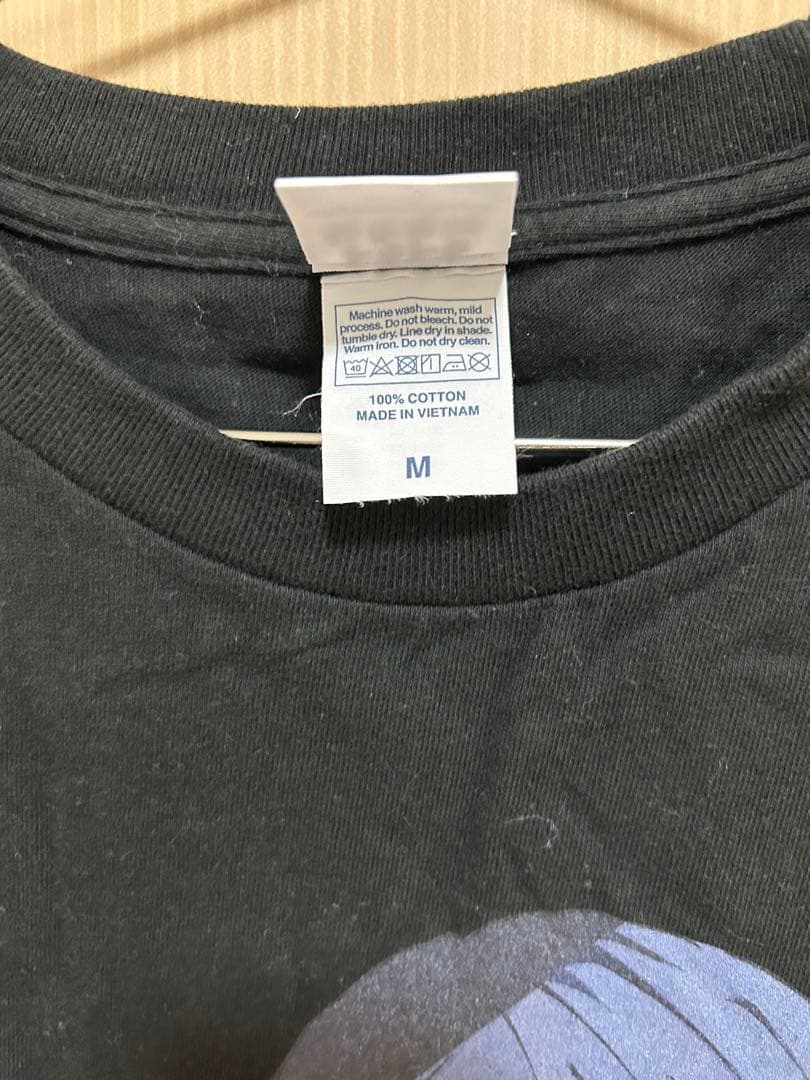 Machine wash warm, mild
process. Do not bleach. Do not
tumble dry. Line dry in shade.
Warm iron. Do not dry clean.
40
100% COTTON
MADE IN VIETNAM
M